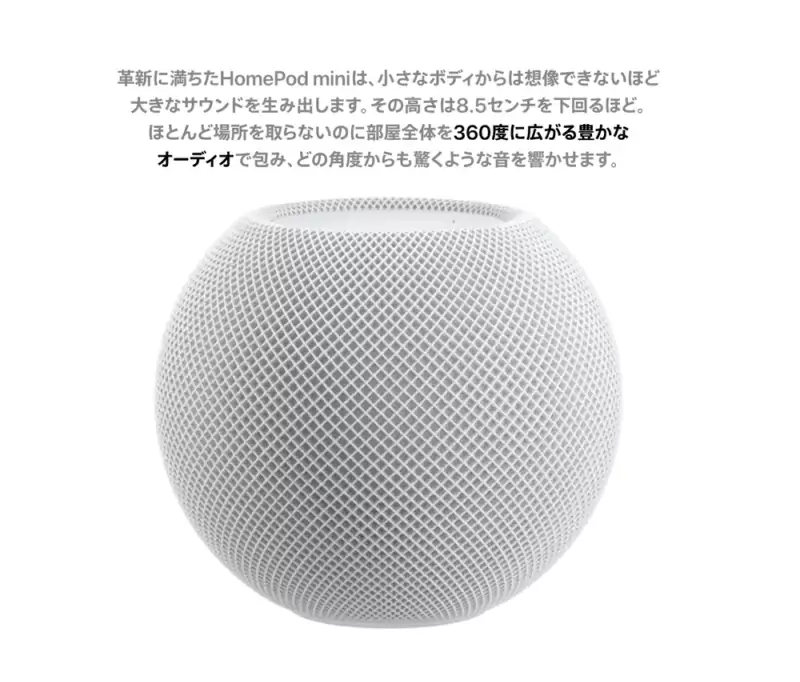 革新に満ちたHomePod miniは、小さなボディからは想像できないほど
大きなサウンドを生み出します。その高さは8.5センチを下回るほど。
ほとんど場所を取らないのに部屋全体を360度に広がる豊かな
オーディオで包み、どの角度からも驚くような音を響かせます。